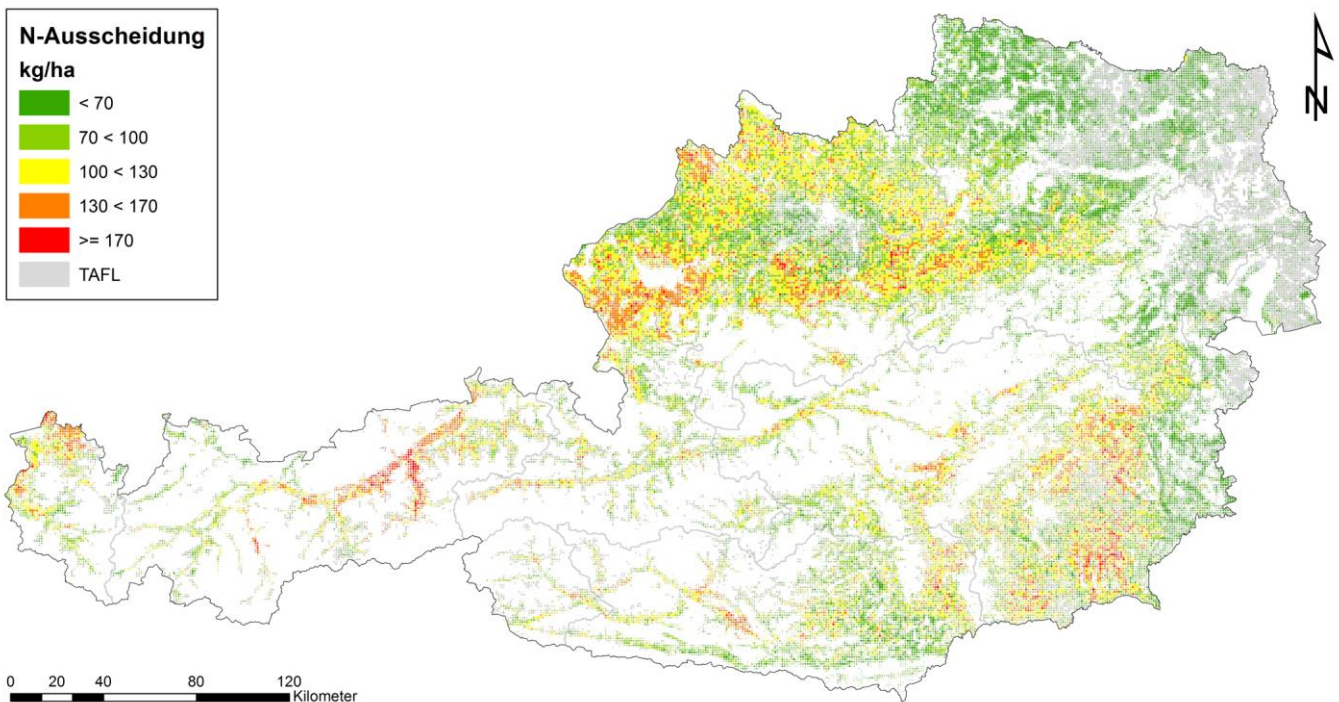 N-Ausscheidung
kg/ha
< 70
70 < 100
100 < 130
130 < 170
>= 170
TAFL
N
0 20 40 80 120
Kilometer